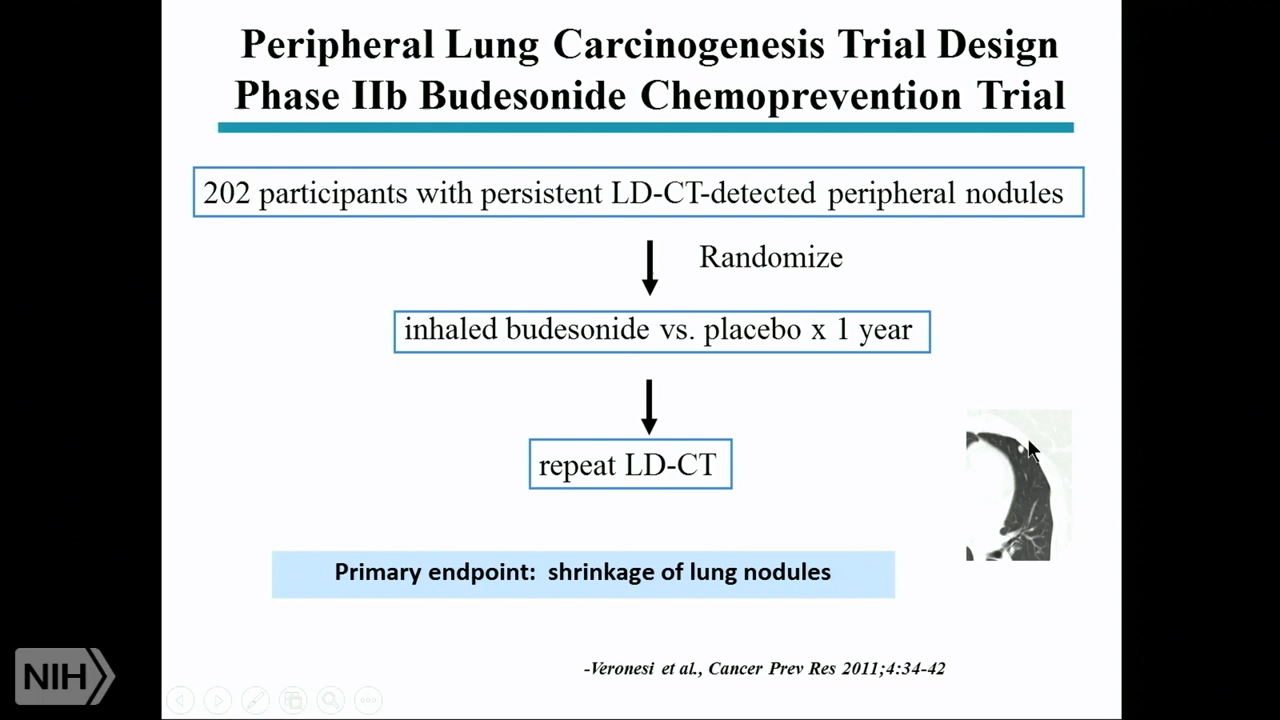 Peripheral Lung Carcinogenesis Trial Design
Phase IIb Budesonide Chemoprevention Trial
202 participants with persistent LD-CT-detected peripheral nodules
Randomize
inhaled budesonide vs. placebo x 1 year
repeat LD-CT
Primary endpoint: shrinkage of lung nodules
-Veronesi et al., Cancer Prev Res 2011;4:34-42
NIH